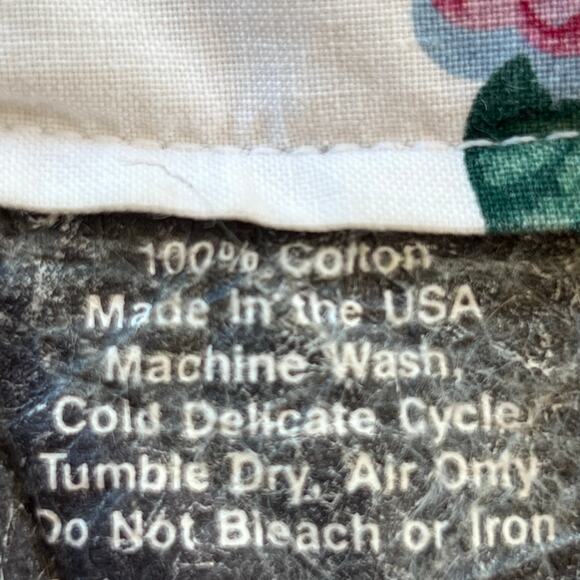 100% Cotton
Made In the USA
Machine Wash,
Cold Delicate Cycle
Tumble Dry, Air Only
Do Not Bleach or Iron